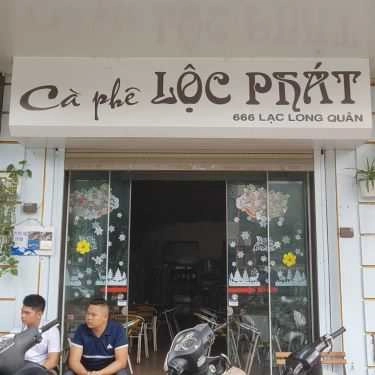 Cà phê LỘC PHÁT
666 LẠC LONG QUÂN